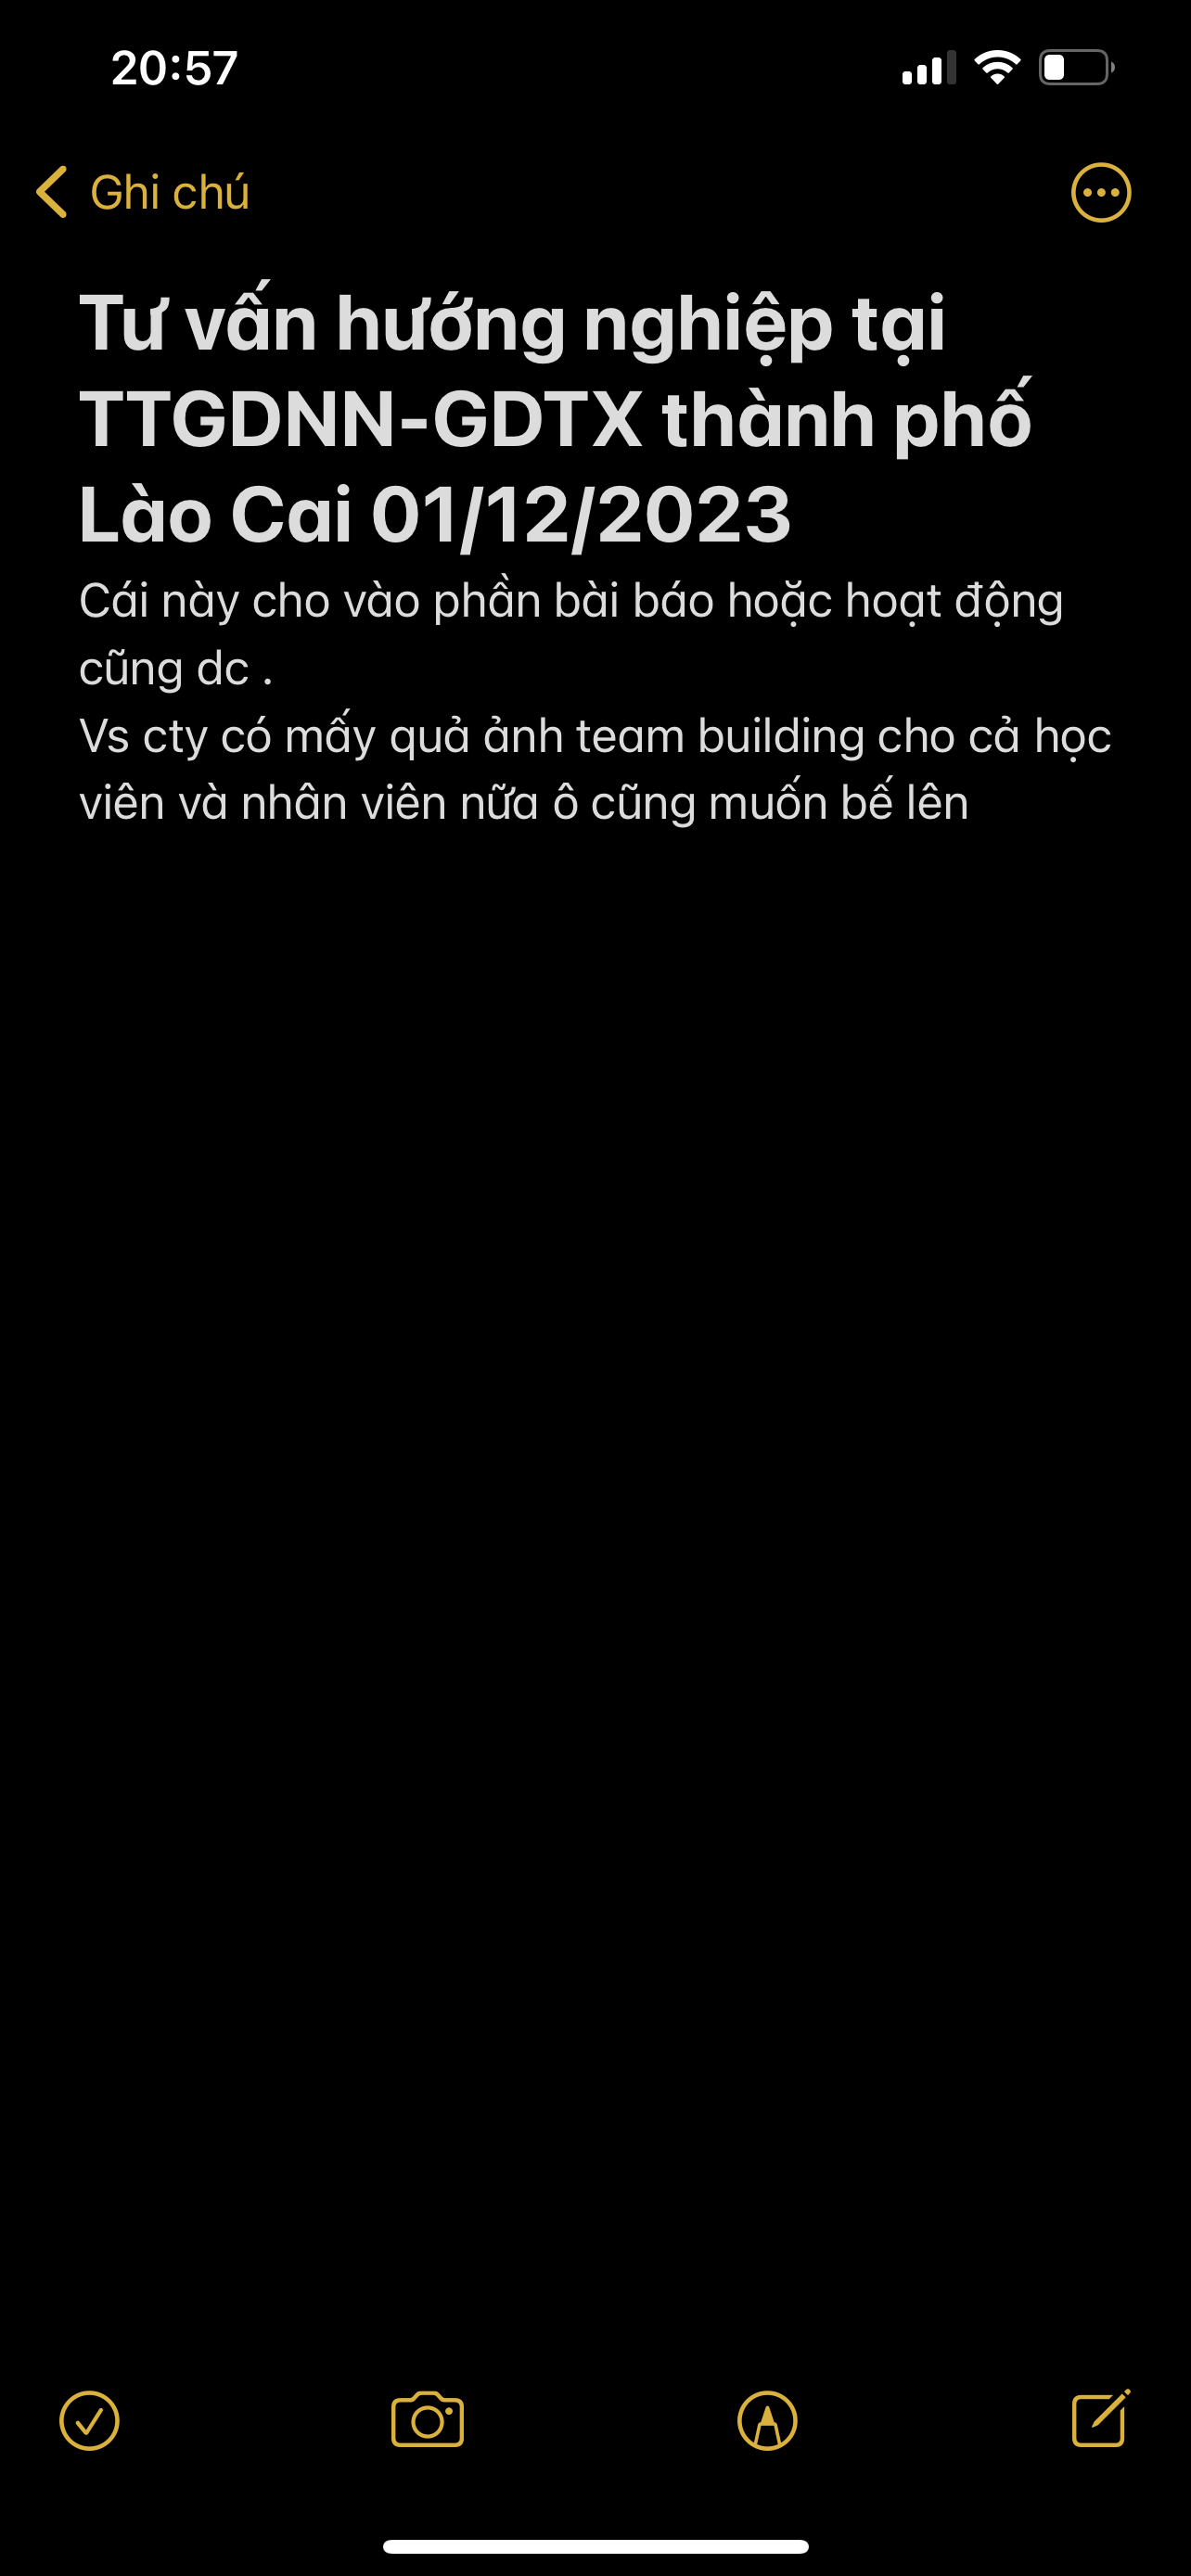 20:57
Ghi chú
Tư vấn hướng nghiệp tại
TTGDNN-GDTX thành phố
Lào Cai 01/12/2023
Cái này cho vào phần bài báo hoặc hoạt động
cũng dc .
Vs cty có mấy quả ảnh team building cho cả học
viên và nhân viên nữa ô cũng muốn bế lên